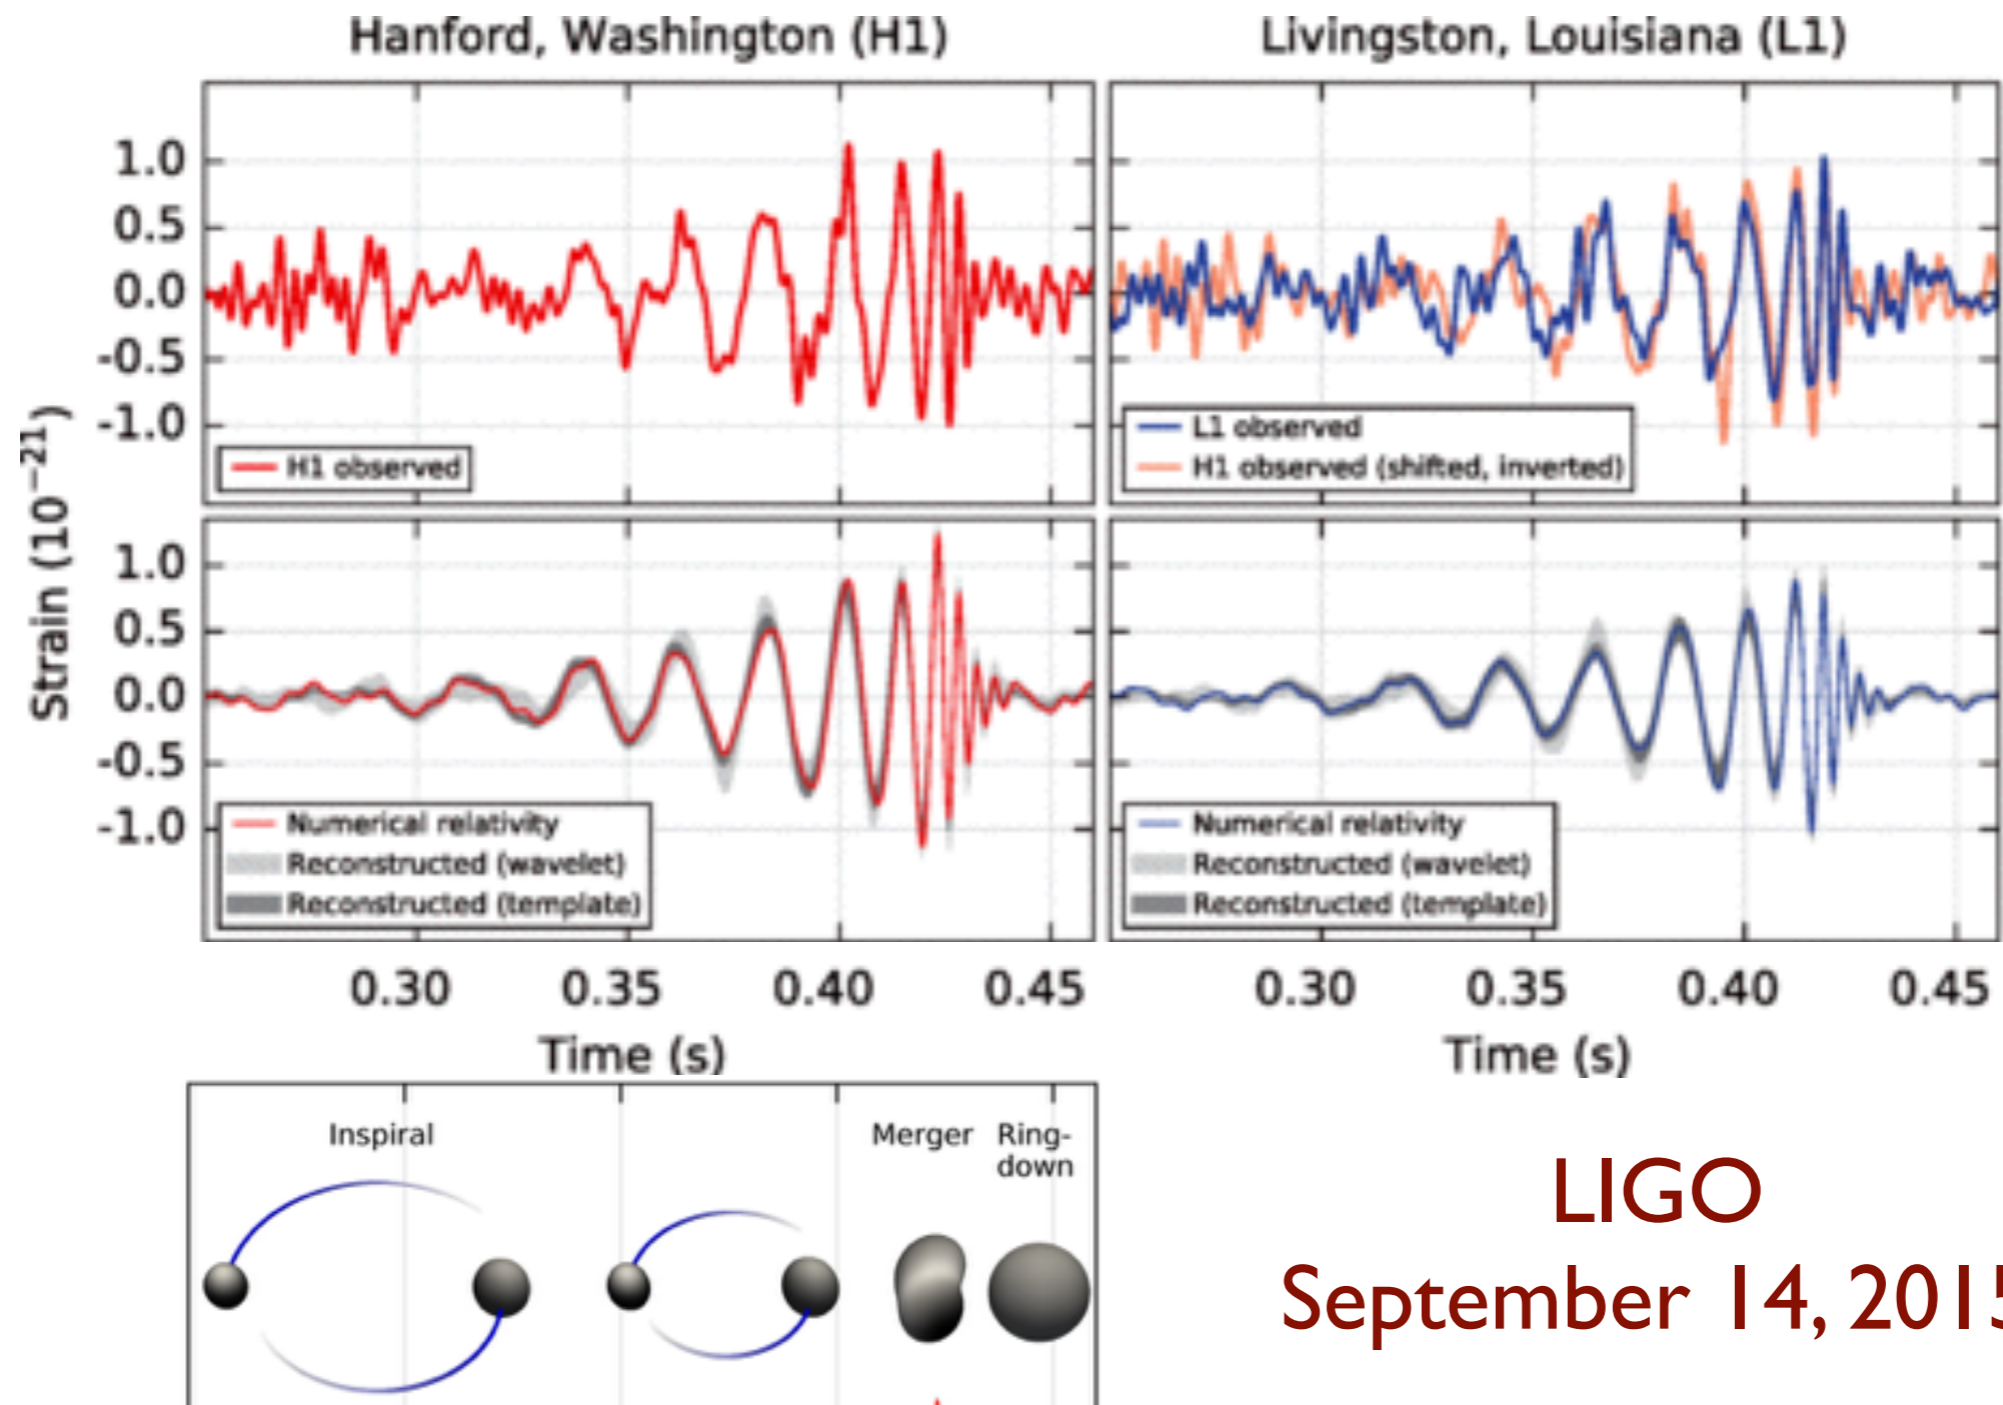 Hanford, Washington (H1)
Livingston, Louisiana (L1)
Strain (10⁻²¹)
1.0
0.5
0.0
-0.5
-1.0
H1 observed
L1 observed
H1 observed (shifted, inverted)
1.0
0.5
0.0
-0.5
-1.0
Numerical relativity
Reconstructed (wavelet)
Reconstructed (template)
Numerical relativity
Reconstructed (wavelet)
Reconstructed (template)
0.30 0.35 0.40 0.45
0.30 0.35 0.40 0.45
Time (s)
Time (s)
Inspiral
Merger
Ring-
down
LIGO
September 14, 2015